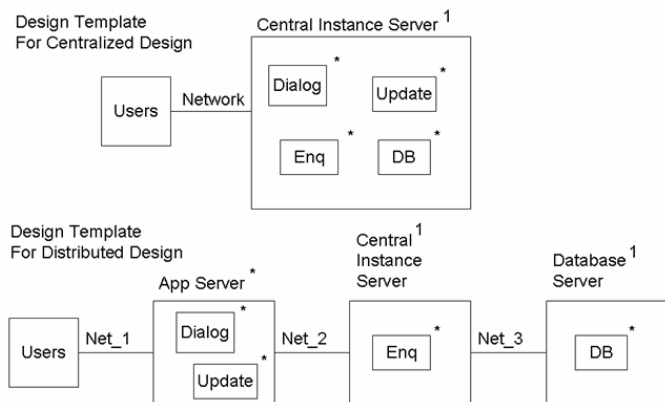 Design Template
For Centralized Design
Central Instance Server 1
Users
Network
Dialog *
Update *
Enq *
DB *
Design Template
For Distributed Design
App Server *
Central 1
Instance
Server
Database 1
Server
Users
Net_1
Dialog *
Update *
Net_2
Enq *
Net_3
DB *